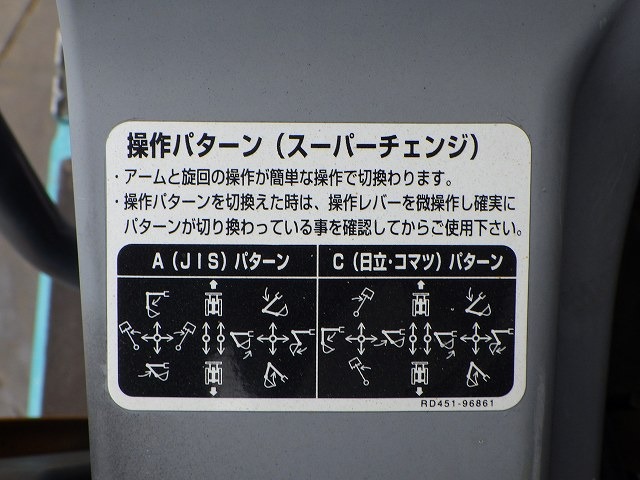 操作パターン（スーパーチェンジ）
・アームと旋回の操作が簡単な操作で切換わります。
・操作パターンを切換えた時は、操作レバーを微操作し確実に
パターンが切り換わっている事を確認してからご使用下さい。
A（JIS）パターン
C（日立・コマツ）パターン
RD451-96861